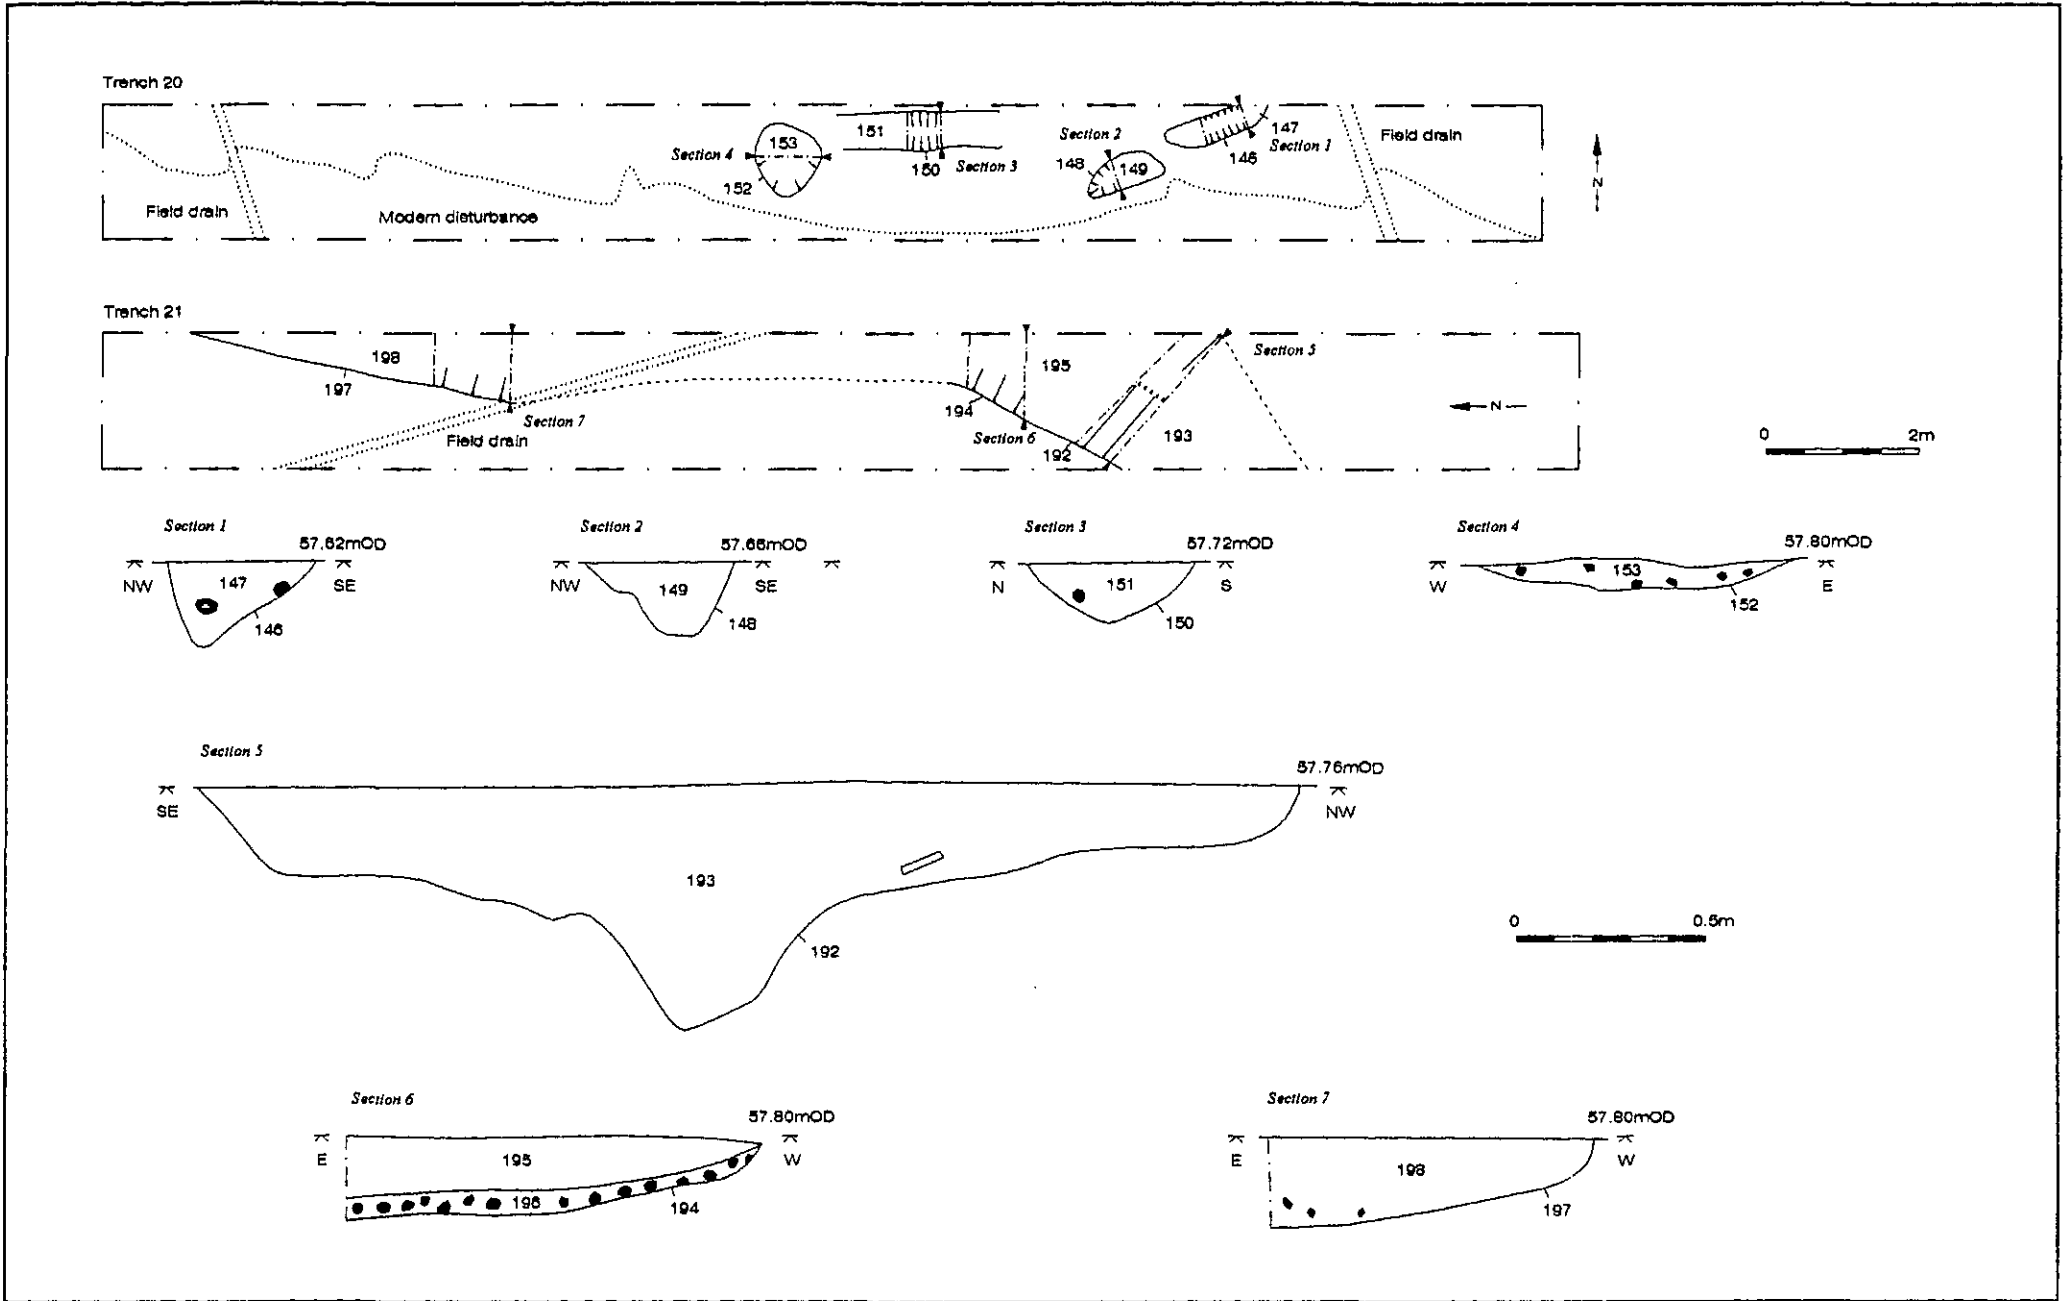 Trench 20
153
Section 4
152
151
150
Section 3
Section 2
148
149
147
146
Section 1
Field drain
Field drain
Modern disturbance
N
Trench 21
198
197
Section 7
Field drain
195
194
Section 6
192
193
Section 5
N
0 2m
Section 1
57.62mOD
NW
147
SE
146
Section 2
57.66mOD
NW
149
SE
148
Section 3
57.72mOD
N
151
S
150
Section 4
57.80mOD
W
153
E
152
Section 5
57.76mOD
SE
NW
193
192
0 0.5m
Section 6
57.80mOD
E
195
W
196
194
Section 7
57.80mOD
E
198
W
197